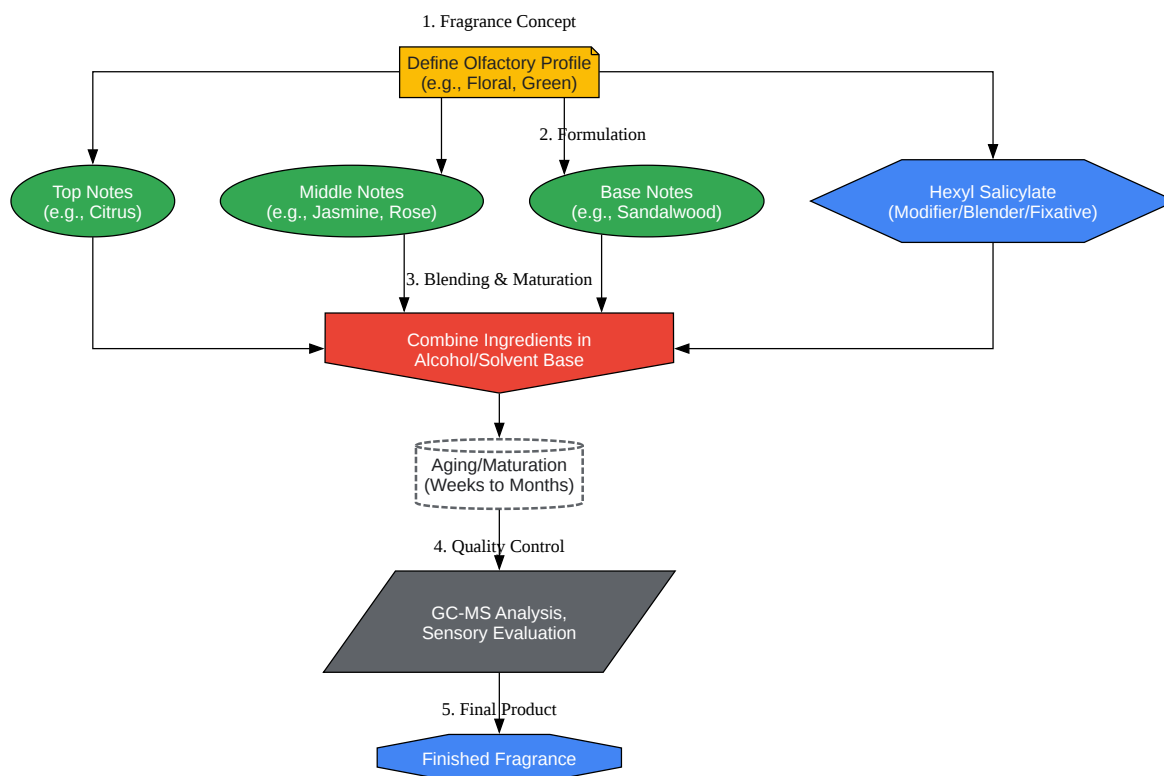 1. Fragrance Concept
Define Olfactory Profile
(e.g., Floral, Green)
2. Formulation
Top Notes
(e.g., Citrus)
Middle Notes
(e.g., Jasmine, Rose)
Base Notes
(e.g., Sandalwood)
Hexyl Salicylate
(Modifier/Blender/Fixative)
3. Blending & Maturation
Combine Ingredients in
Alcohol/Solvent Base
Aging/Maturation
(Weeks to Months)
4. Quality Control
GC-MS Analysis,
Sensory Evaluation
5. Final Product
Finished Fragrance